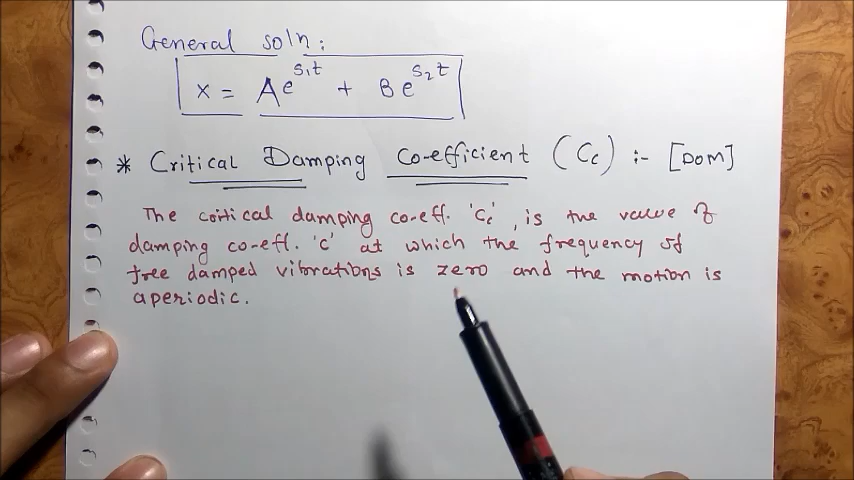 General soln:
x = Ae^{s₁t} + Be^{s₂t}
* Critical Damping Co-efficient (Cc) :- [DOM]
The critical damping co-eff. 'Cc', is the value of
damping co-eff. 'c' at which the frequency of
free damped vibrations is zero and the motion is
aperiodic.